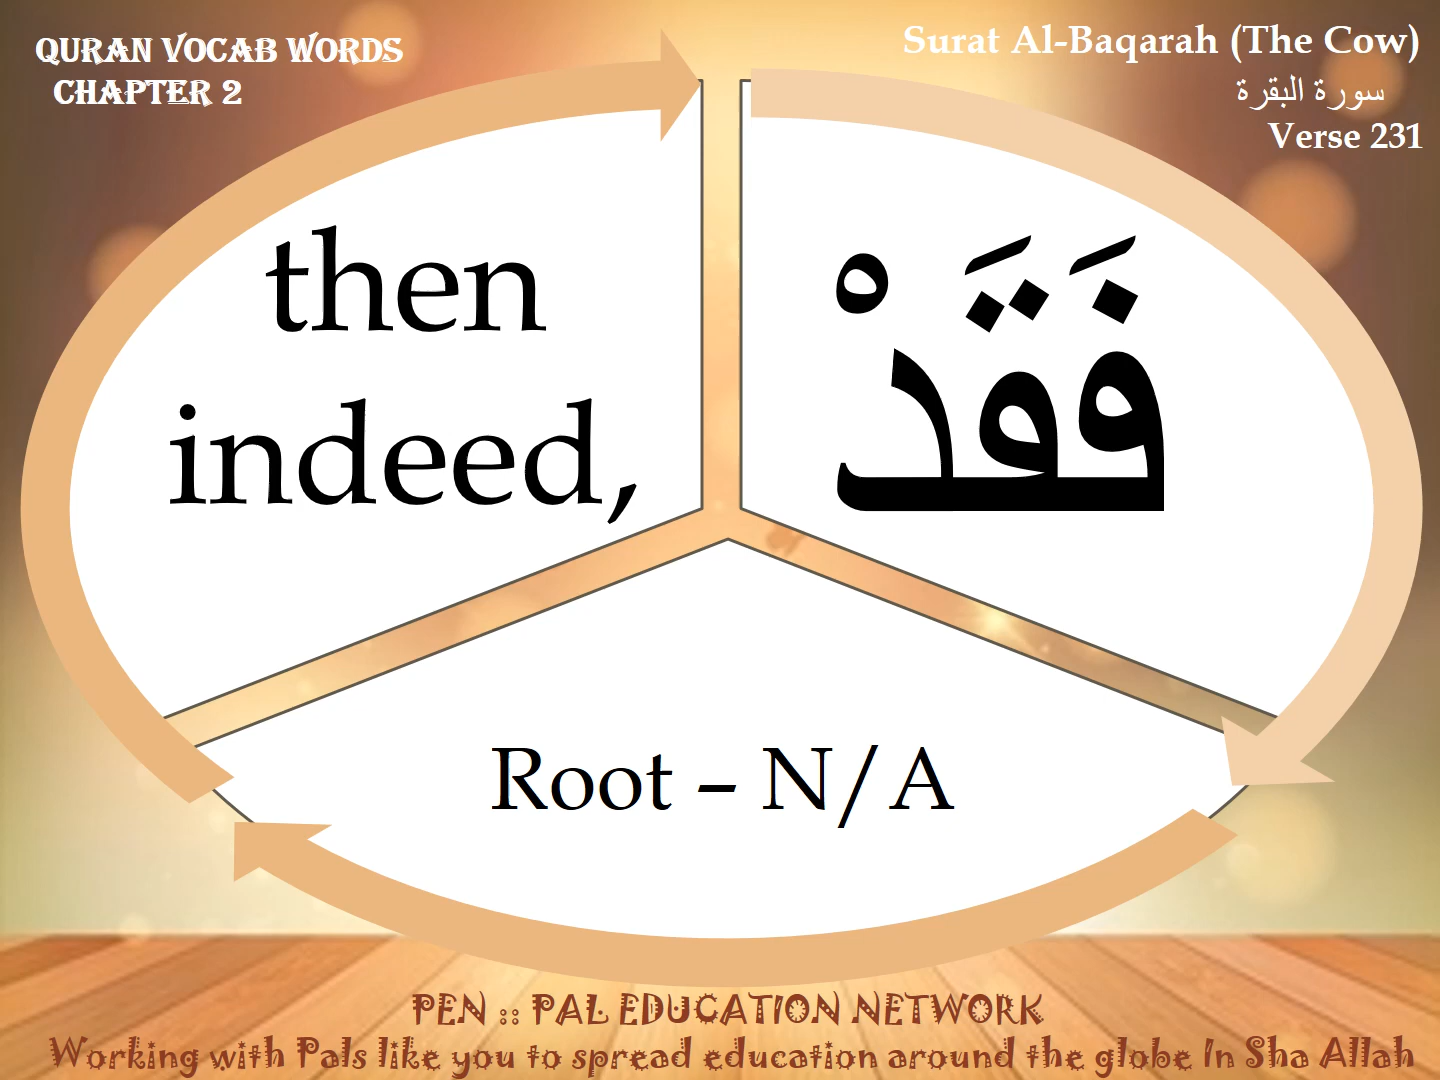 QURAN VOCAB WORDS
CHAPTER 2
Surat Al-Baqarah (The Cow)
سورة البقرة
Verse 231
then
indeed,
فَقَدْ
Root – N/A
PEN :: PAL EDUCATION NETWORK
Working with Pals like you to spread education around the globe In Sha Allah